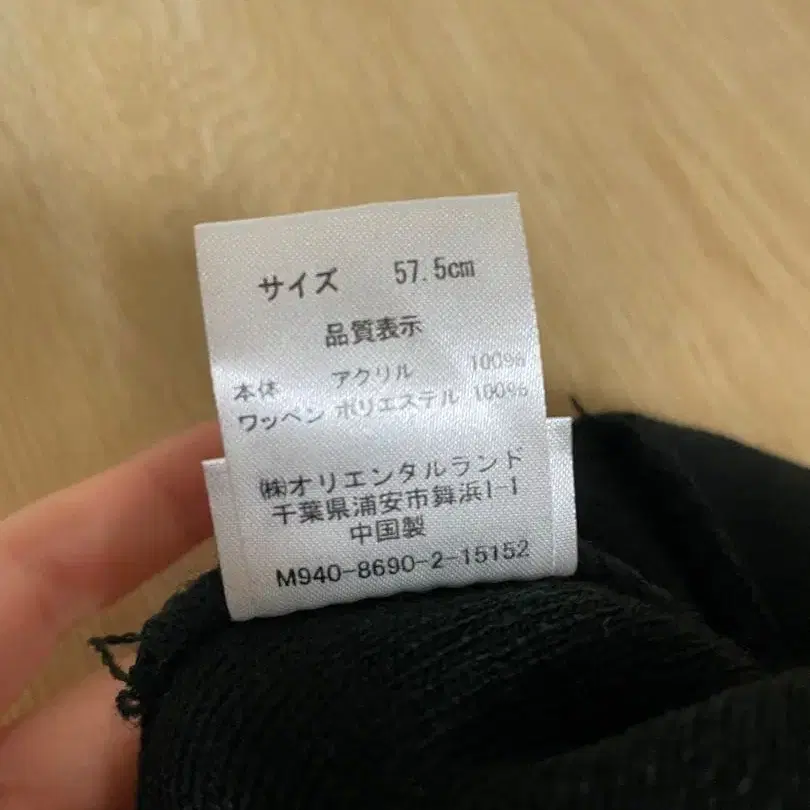 サイズ 57.5cm
品質表示
本体 アクリル 100%
ワッペン ポリエステル 100%
㈱オリエンタルランド
千葉県浦安市舞浜1-1
中国製
M940-8690-2-15152